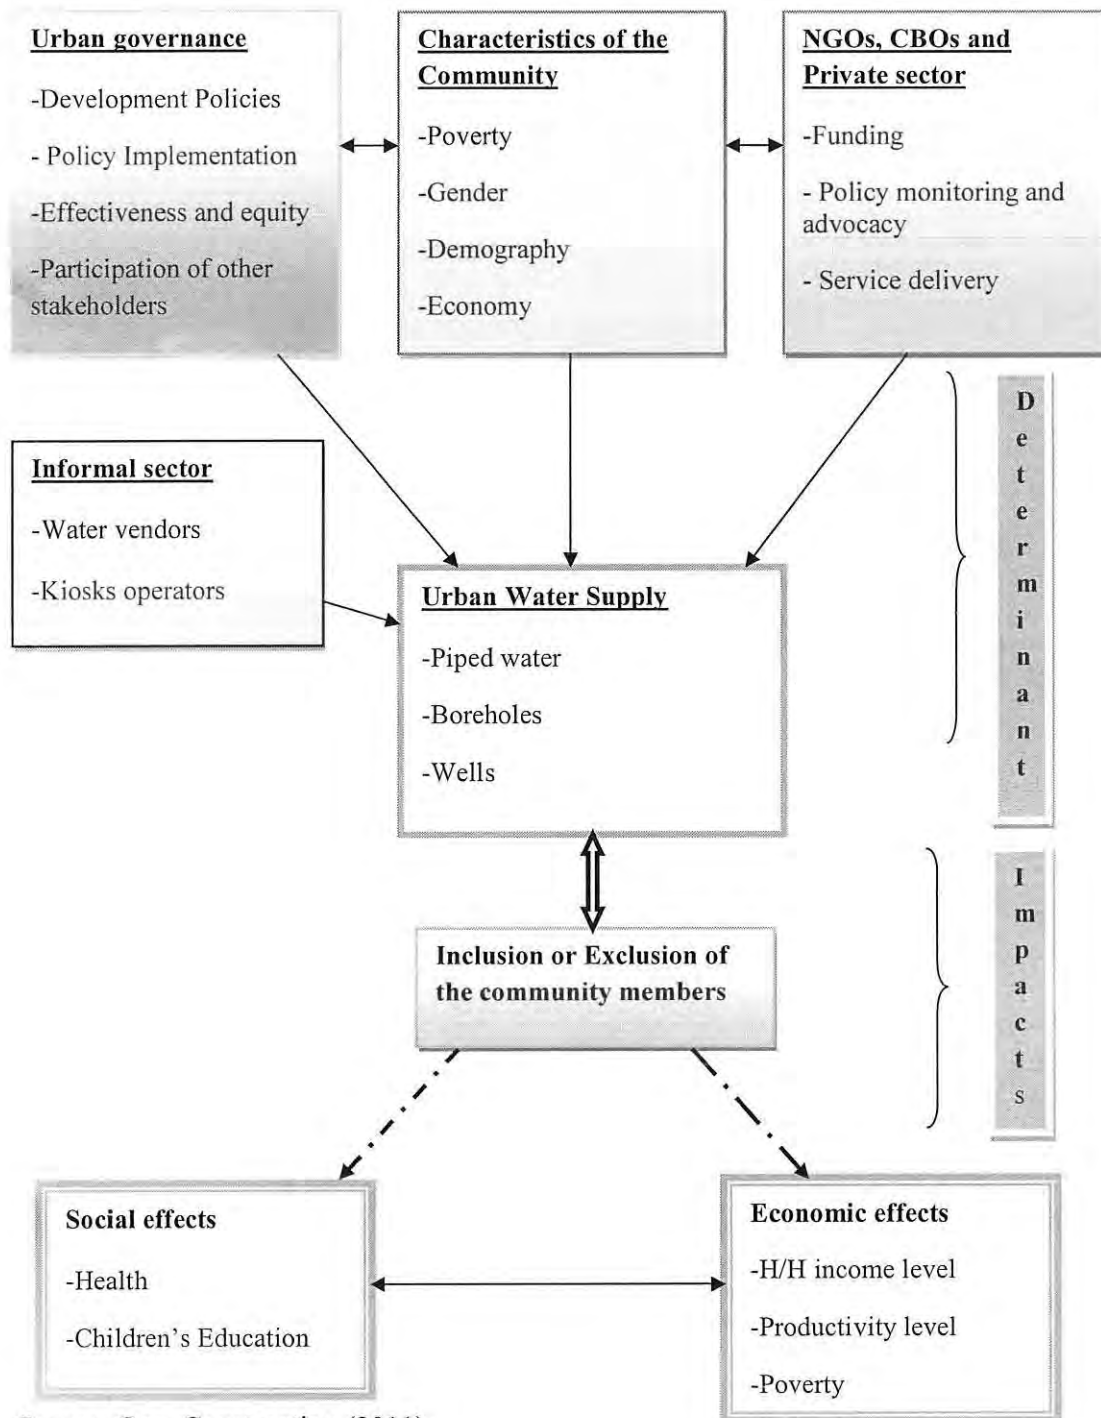 Urban governance
-Development Policies
- Policy Implementation
-Effectiveness and equity
-Participation of other
stakeholders
Characteristics of the
Community
-Poverty
-Gender
-Demography
-Economy
NGOs, CBOs and
Private sector
-Funding
- Policy monitoring and
advocacy
- Service delivery
Informal sector
-Water vendors
-Kiosks operators
Urban Water Supply
-Piped water
-Boreholes
-Wells
D
e
t
e
r
m
i
n
a
n
t
Inclusion or Exclusion of
the community members
I
m
p
a
c
t
s
Social effects
-Health
-Children's Education
Economic effects
-H/H income level
-Productivity level
-Poverty